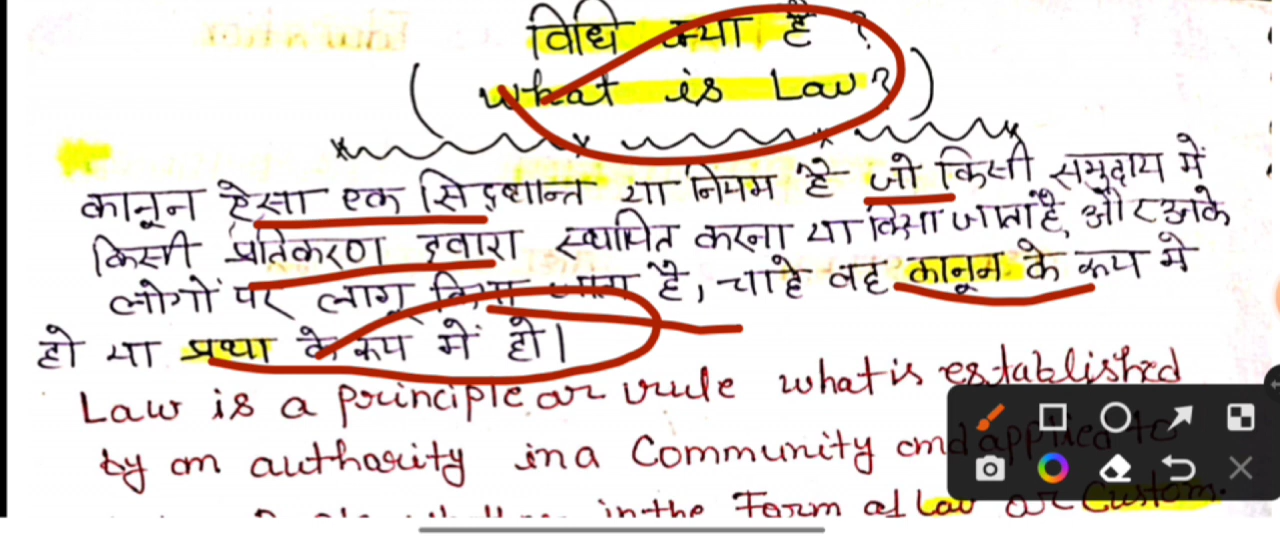 विधि क्या है ?
( what is Law? )
कानून हेसा एक सिद्धान्त या नियम है जो किसी समुदाय में
किसी प्रतिकरण द्वारा स्थापित करना या किया जाता है, और उनके
लोगों पर लागू किया जाता है, चाहे वह कानून के रूप मे
हो या प्रथा के रूप में हो।
Law is a principle or rule what is established
by an authority in a Community and applied to
in the Form of Law or Custom.